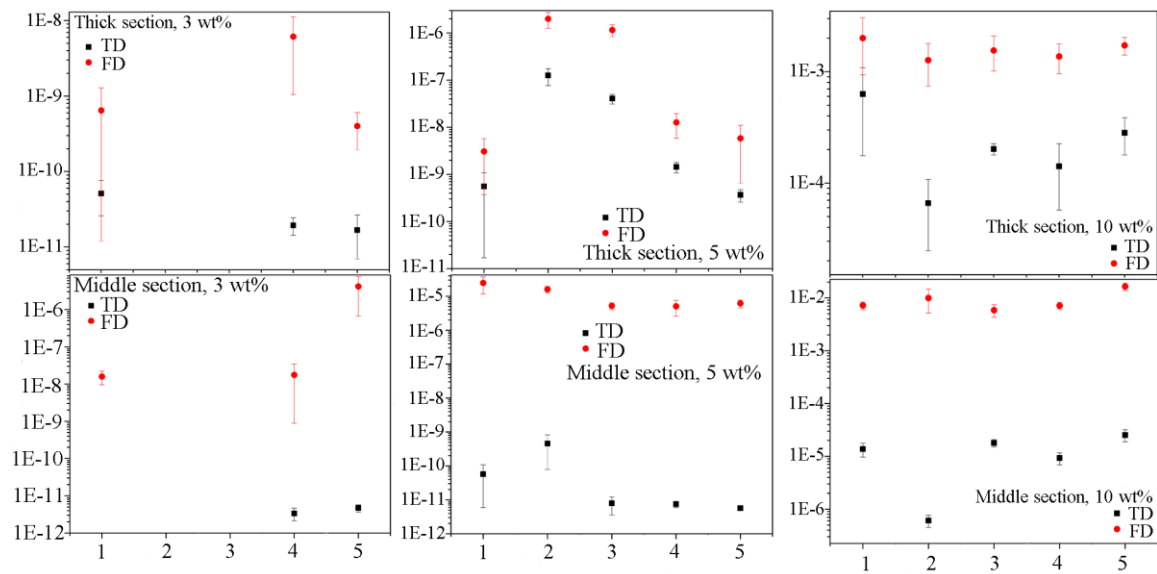 Thick section, 3 wt%
TD
FD
1E-8
1E-9
1E-10
1E-11
1E-6
1E-7
1E-8
1E-9
1E-10
1E-11
TD
FD
Thick section, 5 wt%
1E-3
1E-4
Thick section, 10 wt%
TD
FD
Middle section, 3 wt%
TD
FD
1E-6
1E-7
1E-8
1E-9
1E-10
1E-11
1E-12
1 2 3 4 5
1E-4
1E-5
1E-6
1E-7
1E-8
1E-9
1E-10
1E-11
1E-12
TD
FD
Middle section, 5 wt%
1 2 3 4 5
1E-2
1E-3
1E-4
1E-5
1E-6
Middle section, 10 wt%
TD
FD
1 2 3 4 5